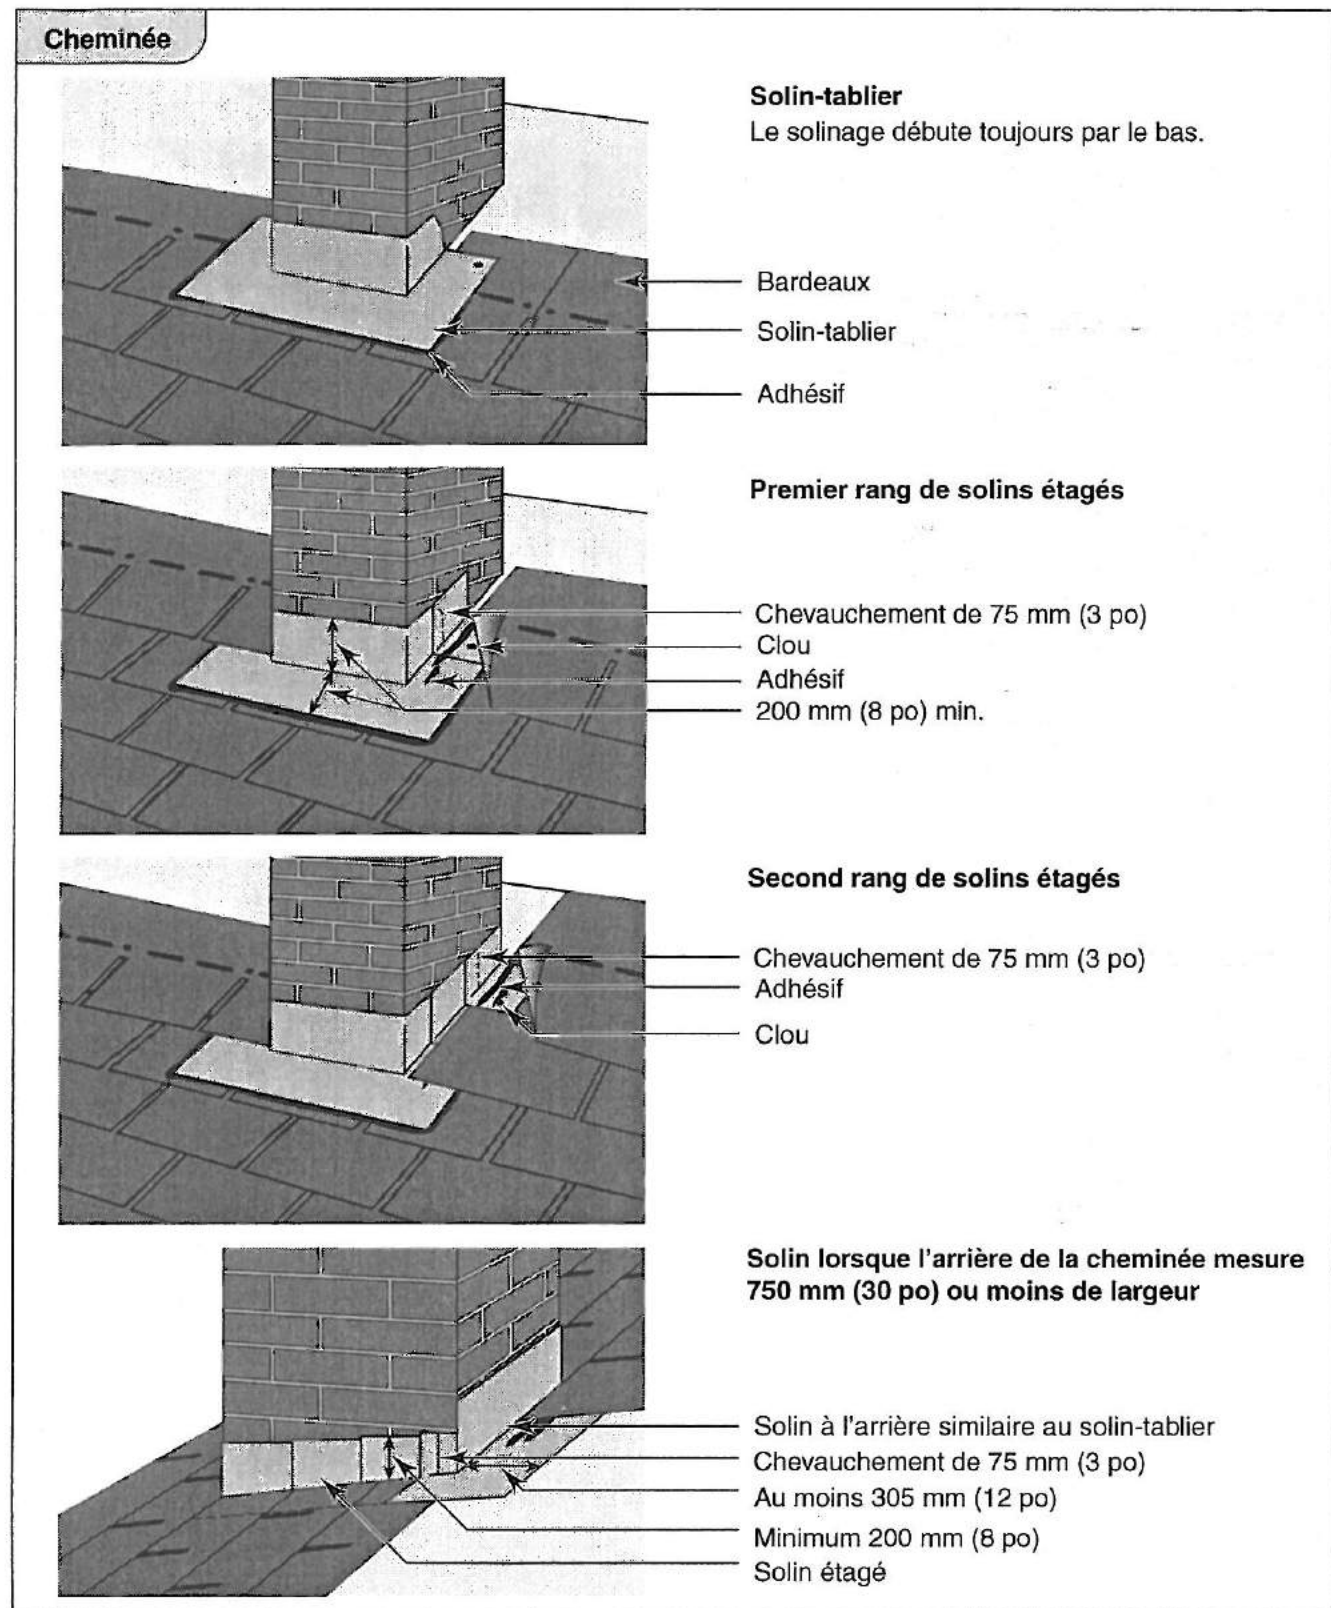 Cheminée
Solin-tablier
Le solinage débute toujours par le bas.
Bardeaux
Solin-tablier
Adhésif
Premier rang de solins étagés
Chevauchement de 75 mm (3 po)
Clou
Adhésif
200 mm (8 po) min.
Second rang de solins étagés
Chevauchement de 75 mm (3 po)
Adhésif
Clou
Solin lorsque l'arrière de la cheminée mesure
750 mm (30 po) ou moins de largeur
Solin à l'arrière similaire au solin-tablier
Chevauchement de 75 mm (3 po)
Au moins 305 mm (12 po)
Minimum 200 mm (8 po)
Solin étagé